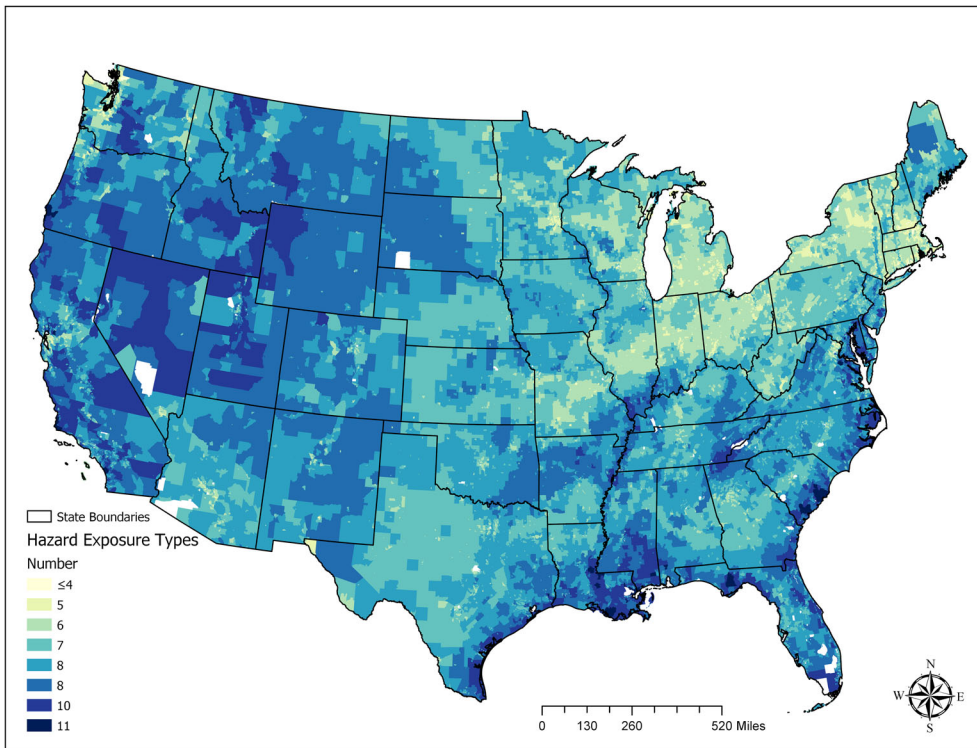 State Boundaries
Hazard Exposure Types
Number
≤4
5
6
7
8
8
10
11
0 130 260 520 Miles
N
W E
S